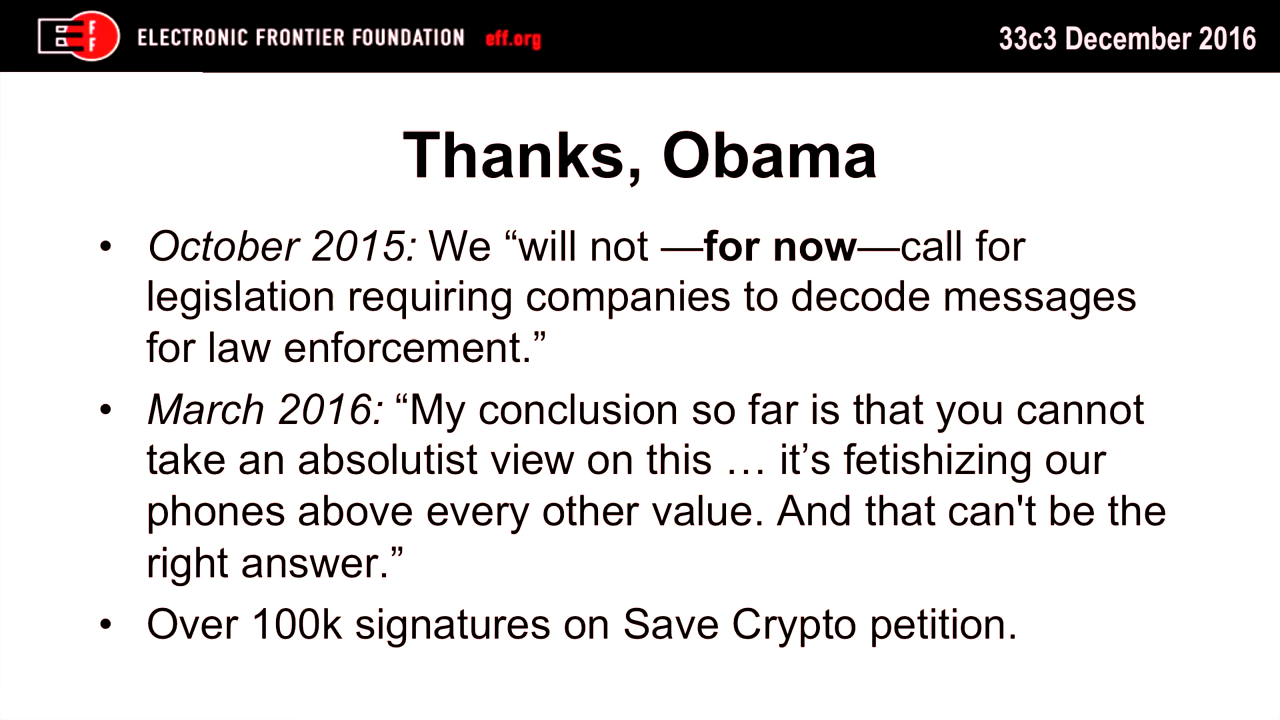 EFF ELECTRONIC FRONTIER FOUNDATION eff.org 33c3 December 2016
Thanks, Obama
• October 2015: We “will not —for now—call for
legislation requiring companies to decode messages
for law enforcement.”
• March 2016: “My conclusion so far is that you cannot
take an absolutist view on this … it’s fetishizing our
phones above every other value. And that can't be the
right answer.”
• Over 100k signatures on Save Crypto petition.